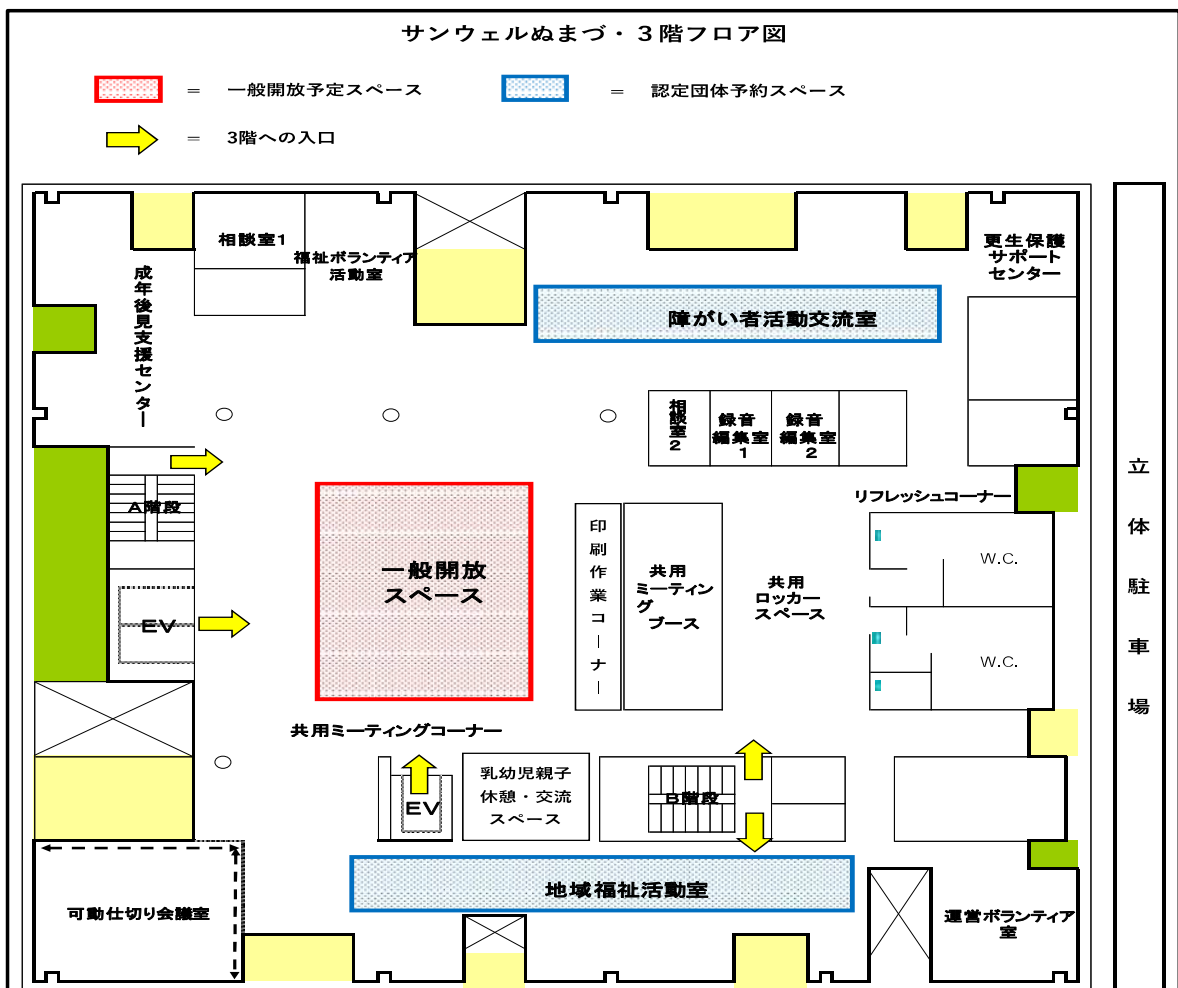 サンウェルぬまづ・３階フロア図
= 一般開放予定スペース
= 認定団体予約スペース
= 3階への入口
相談室1
福祉ボランティア
活動室
更生保護
サポート
センター
成年後見支援センター
障がい者活動交流室
相談室2
録音
編集室
1
録音
編集室
2
A階段
リフレッシュコーナー
立体駐車場
一般開放
スペース
印刷作業コーナー
共用
ミーティン
グ
ブース
共用
ロッカー
スペース
W.C.
EV
W.C.
共用ミーティングコーナー
乳幼児親子
休憩・交流
スペース
EV
B階段
地域福祉活動室
可動仕切り会議室
運営ボランティア
室